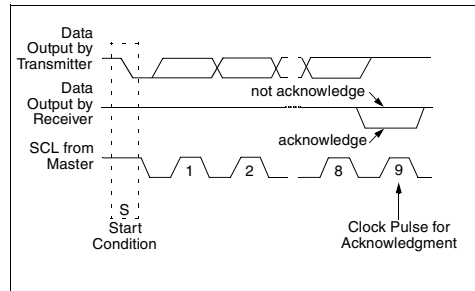 Data
Output by
Transmitter
Data
Output by
Receiver
not acknowledge
acknowledge
SCL from
Master
1 2 8 9
S
Start
Condition
Clock Pulse for
Acknowledgment